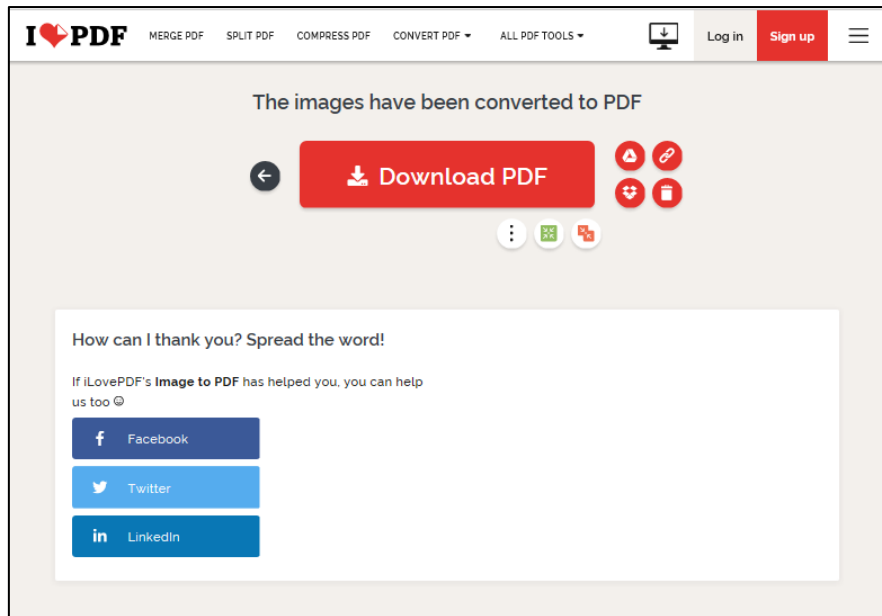 I PDF
MERGE PDF
SPLIT PDF
COMPRESS PDF
CONVERT PDF
ALL PDF TOOLS
Log in
Sign up
The images have been converted to PDF
Download PDF
How can I thank you? Spread the word!
If iLovePDF's Image to PDF has helped you, you can help
us too
Facebook
Twitter
LinkedIn